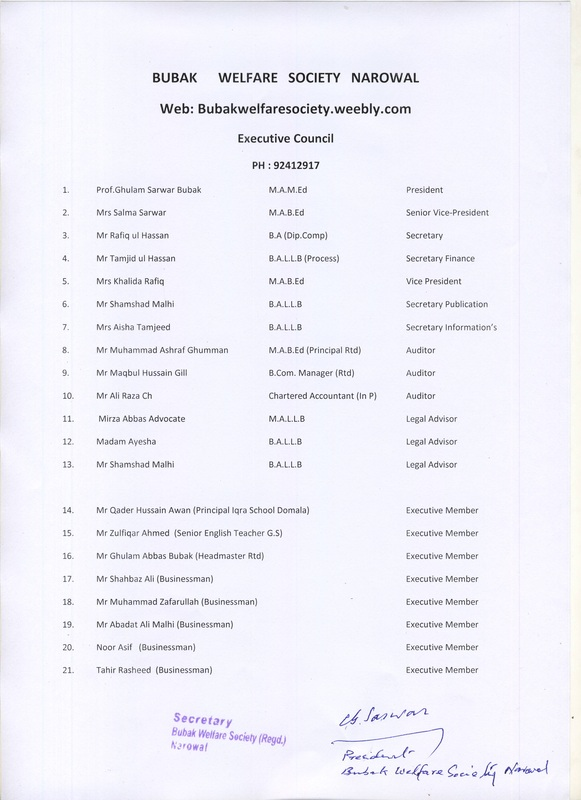 BUBAK WELFARE SOCIETY NAROWAL
Web: Bubakwelfaresociety.weebly.com
Executive Council
PH : 92412917
1. Prof.Ghulam Sarwar Bubak M.A.M.Ed President
2. Mrs Salma Sarwar M.A.B.Ed Senior Vice-President
3. Mr Rafiq ul Hassan B.A (Dip.Comp) Secretary
4. Mr Tamjid ul Hassan B.A.L.L.B (Process) Secretary Finance
5. Mrs Khalida Rafiq M.A.B.Ed Vice President
6. Mr Shamshad Malhi B.A.L.L.B Secretary Publication
7. Mrs Aisha Tamjeed B.A.L.L.B Secretary Information's
8. Mr Muhammad Ashraf Ghumman M.A.B.Ed (Principal Rtd) Auditor
9. Mr Maqbul Hussain Gill B.Com. Manager (Rtd) Auditor
10. Mr Ali Raza Ch Chartered Accountant (In P) Auditor
11. Mirza Abbas Advocate M.A.L.L.B Legal Advisor
12. Madam Ayesha B.A.L.L.B Legal Advisor
13. Mr Shamshad Malhi B.A.L.L.B Legal Advisor
14. Mr Qader Hussain Awan (Principal Iqra School Domala) Executive Member
15. Mr Zulfiqar Ahmed (Senior English Teacher G.S) Executive Member
16. Mr Ghulam Abbas Bubak (Headmaster Rtd) Executive Member
17. Mr Shahbaz Ali (Businessman) Executive Member
18. Mr Muhammad Zafarullah (Businessman) Executive Member
19. Mr Abadat Ali Malhi (Businessman) Executive Member
20. Noor Asif (Businessman) Executive Member
21. Tahir Rasheed (Businessman) Executive Member
Secretary
Bubak Welfare Society (Regd.)
Narowal
Gh. Sarwar
President
Bubak Welfare Society Narowal